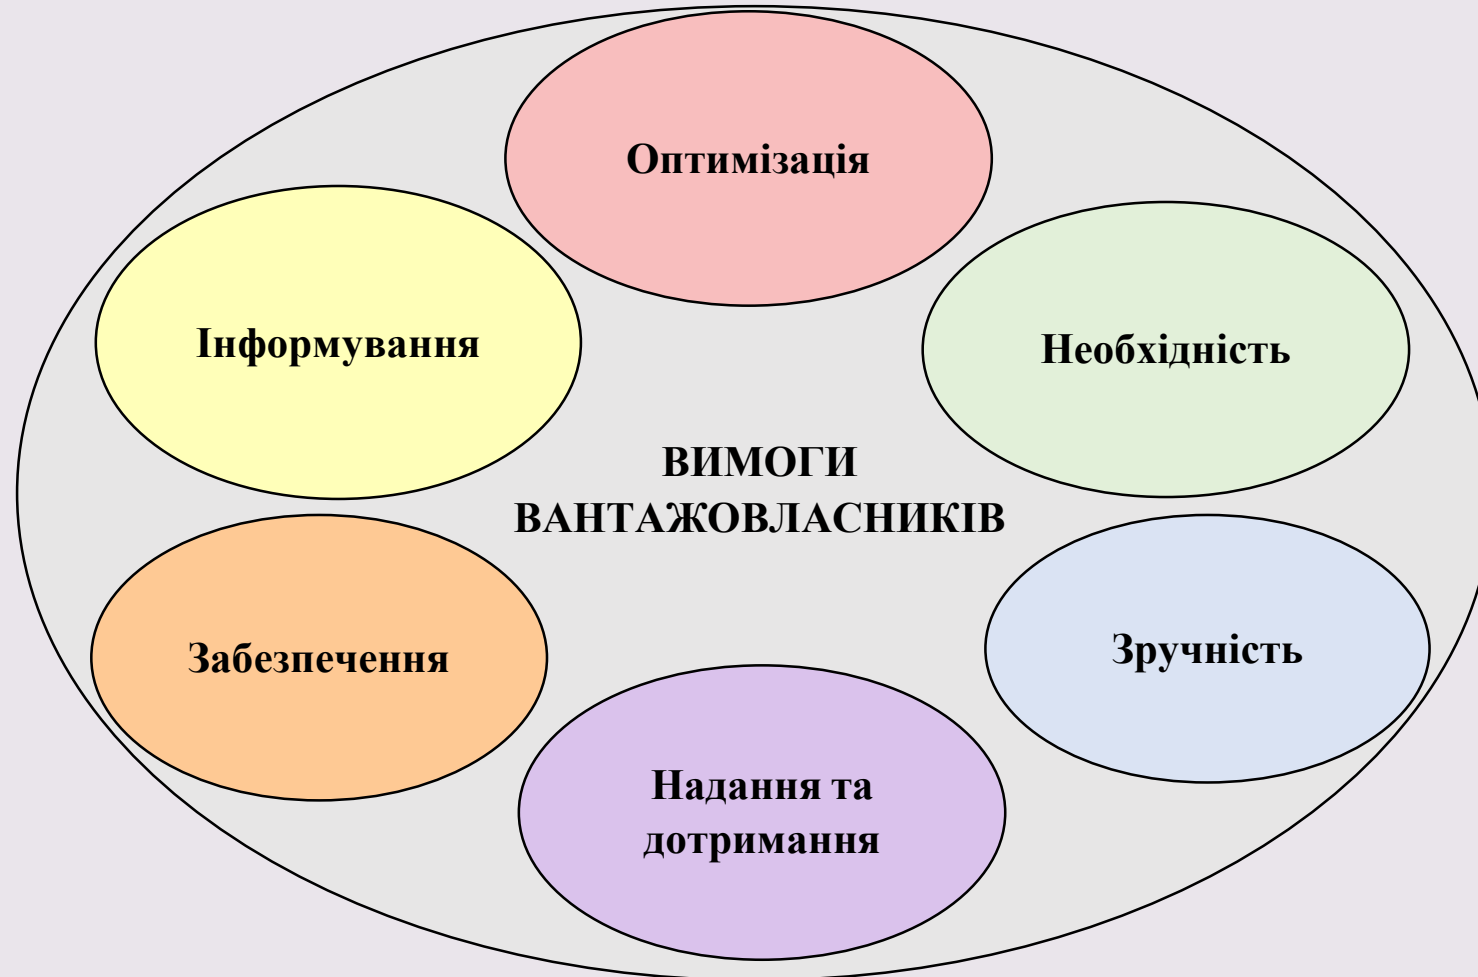 Оптимізація
Інформування
Необхідність
ВИМОГИ
ВАНТАЖОВЛАСНИКІВ
Забезпечення
Зручність
Надання та
дотримання